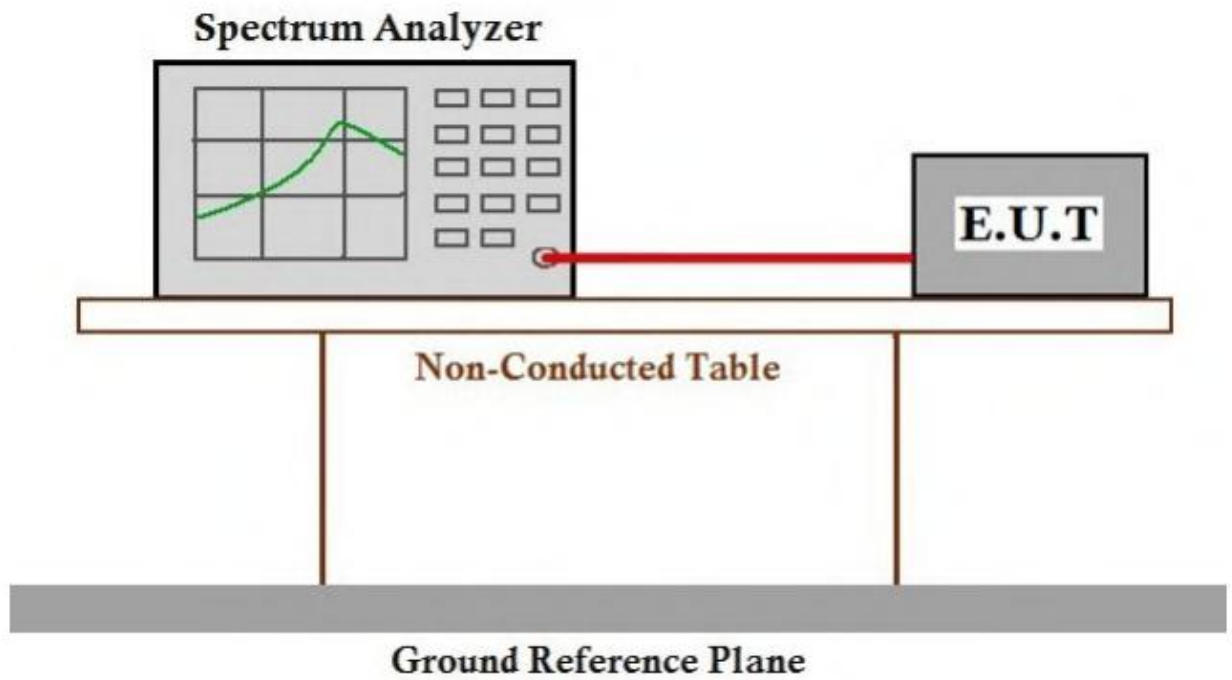 Spectrum Analyzer
E.U.T
Non-Conducted Table
Ground Reference Plane